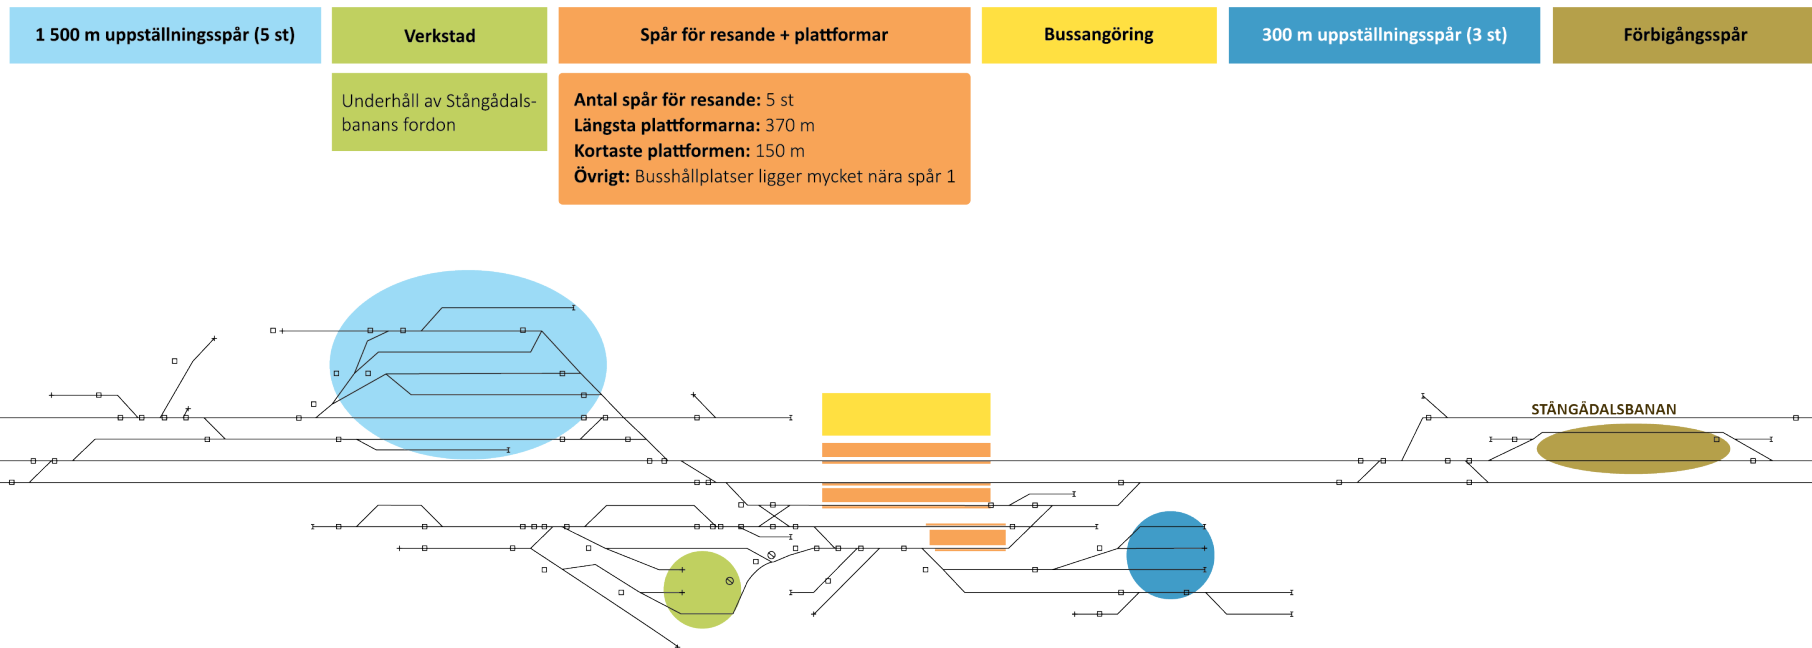 1 500 m uppställningsspår (5 st)
Verkstad
Spår för resande + plattformar
Bussangöring
300 m uppställningsspår (3 st)
Förbigångsspår
Underhåll av Stångådals-
banans fordon
Antal spår för resande: 5 st
Längsta plattformarna: 370 m
Kortaste plattformen: 150 m
Övrigt: Busshållplatser ligger mycket nära spår 1
STÅNGÅDALSBANAN